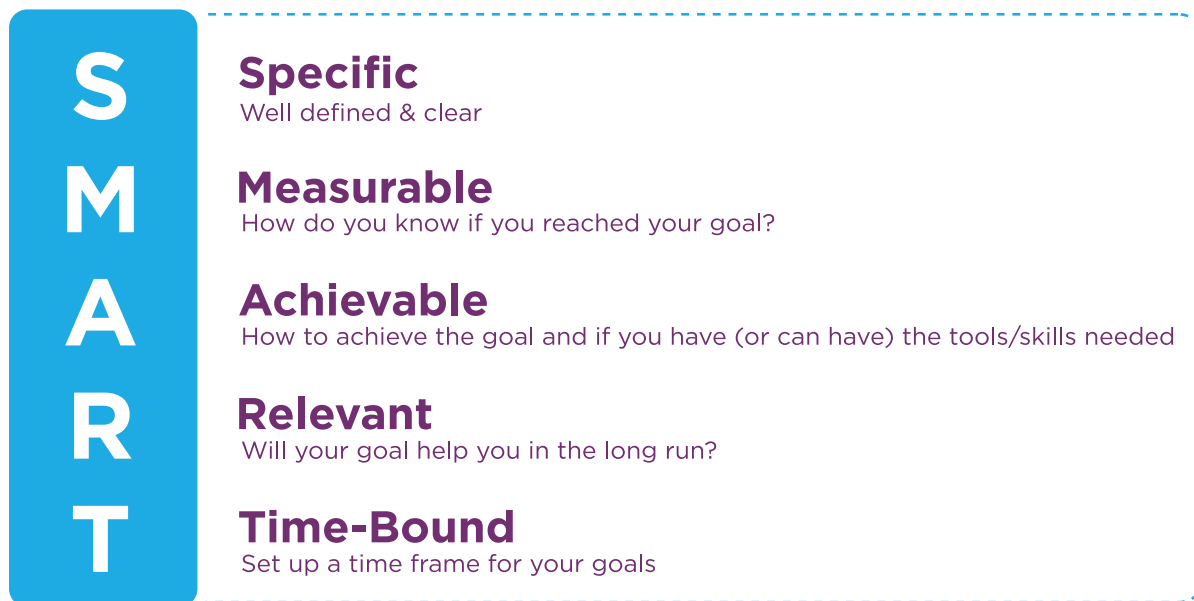 S
Specific
Well defined & clear
M
Measurable
How do you know if you reached your goal?
A
Achievable
How to achieve the goal and if you have (or can have) the tools/skills needed
R
Relevant
Will your goal help you in the long run?
T
Time-Bound
Set up a time frame for your goals